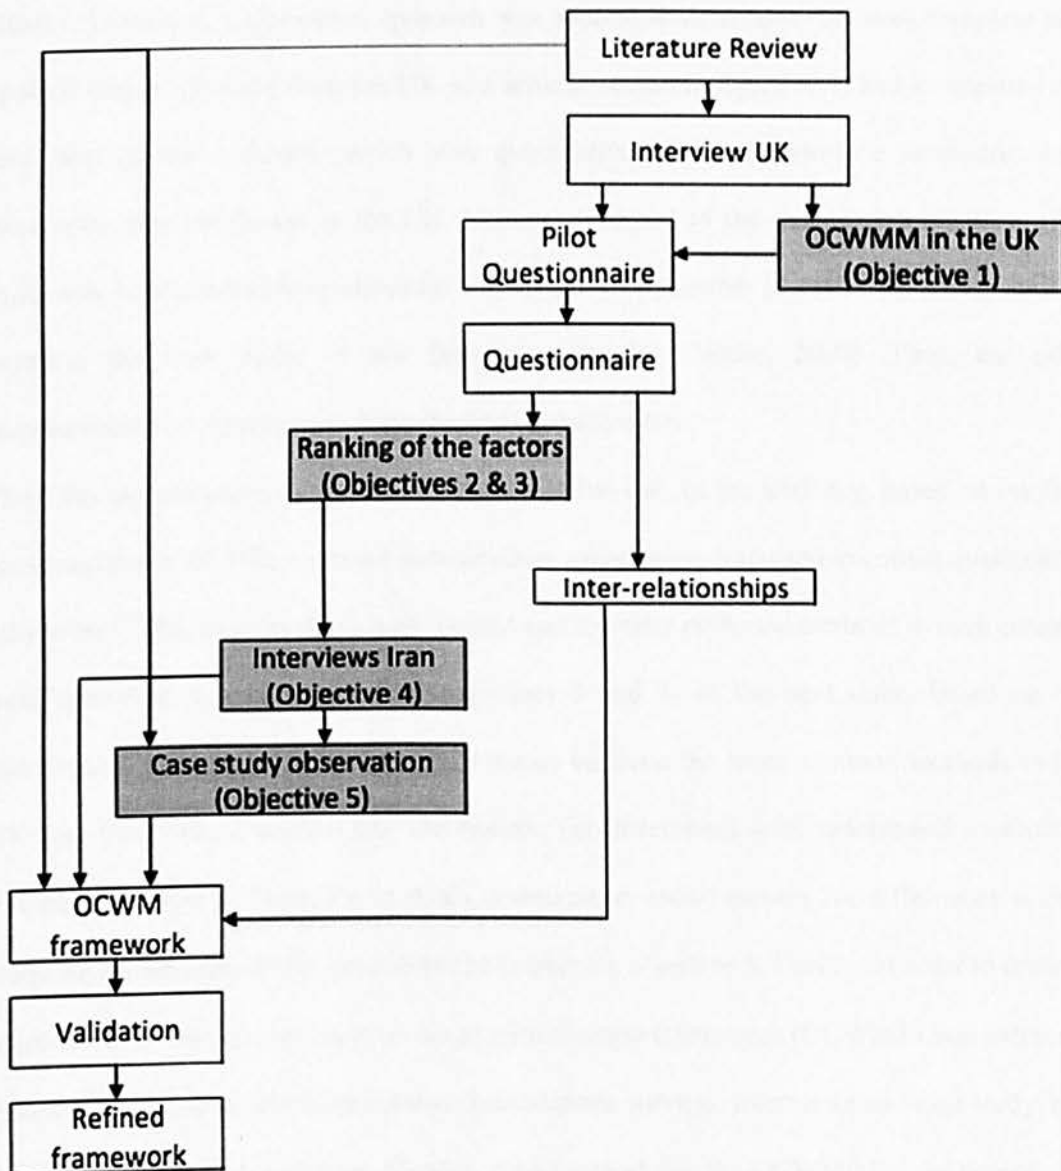 Literature Review
Interview UK
Pilot
Questionnaire
OCWMM in the UK
(Objective 1)
Questionnaire
Ranking of the factors
(Objectives 2 & 3)
Inter-relationships
Interviews Iran
(Objective 4)
Case study observation
(Objective 5)
OCWM
framework
Validation
Refined
framework